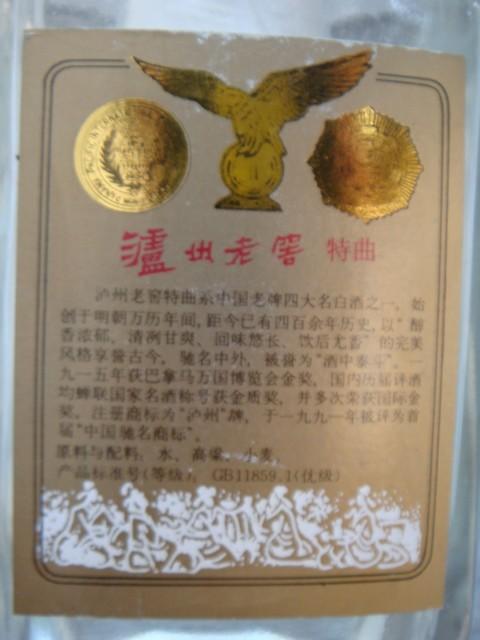 瀘州老窖 特曲
泸州老窖特曲系中国老牌四大名白酒之一,始
创于明朝万历年间,距今已有四百余年历史,以“醇
香浓郁、清洌甘爽、回味悠长、饮后尤香”的完美
风格享誉古今,驰名中外,被誉为“酒中泰斗”。一
九一五年获巴拿马万国博览会金奖,国内历届评酒
均蝉联国家名酒称号获金质奖,并多次荣获国际金
奖,注册商标为“泸州”牌,于一九九一年被评为首
届“中国驰名商标”。
原料与配料:水、高粱、小麦
产品标准号(等级): GB11859.1(优级)